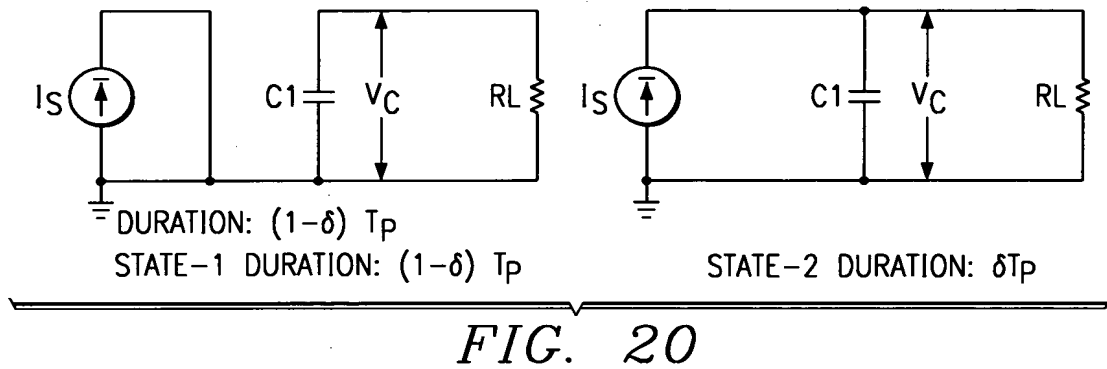 I_S
C1
V_C
RL
DURATION: (1-δ) T_P
STATE-1 DURATION: (1-δ) T_P
I_S
C1
V_C
RL
STATE-2 DURATION: δT_P
FIG. 20